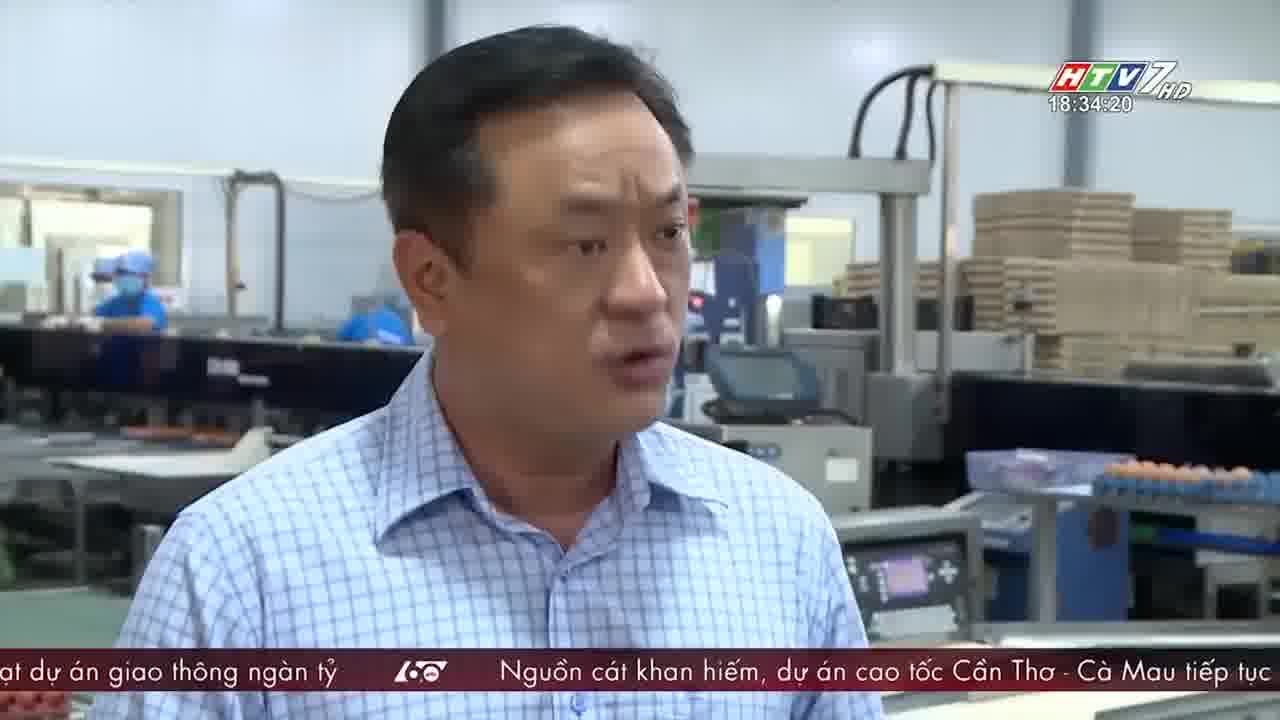 HTV7 HD
18:34:20
ạt dự án giao thông ngàn tỷ 60 Nguồn cát khan hiếm, dự án cao tốc Cần Thơ - Cà Mau tiếp tục